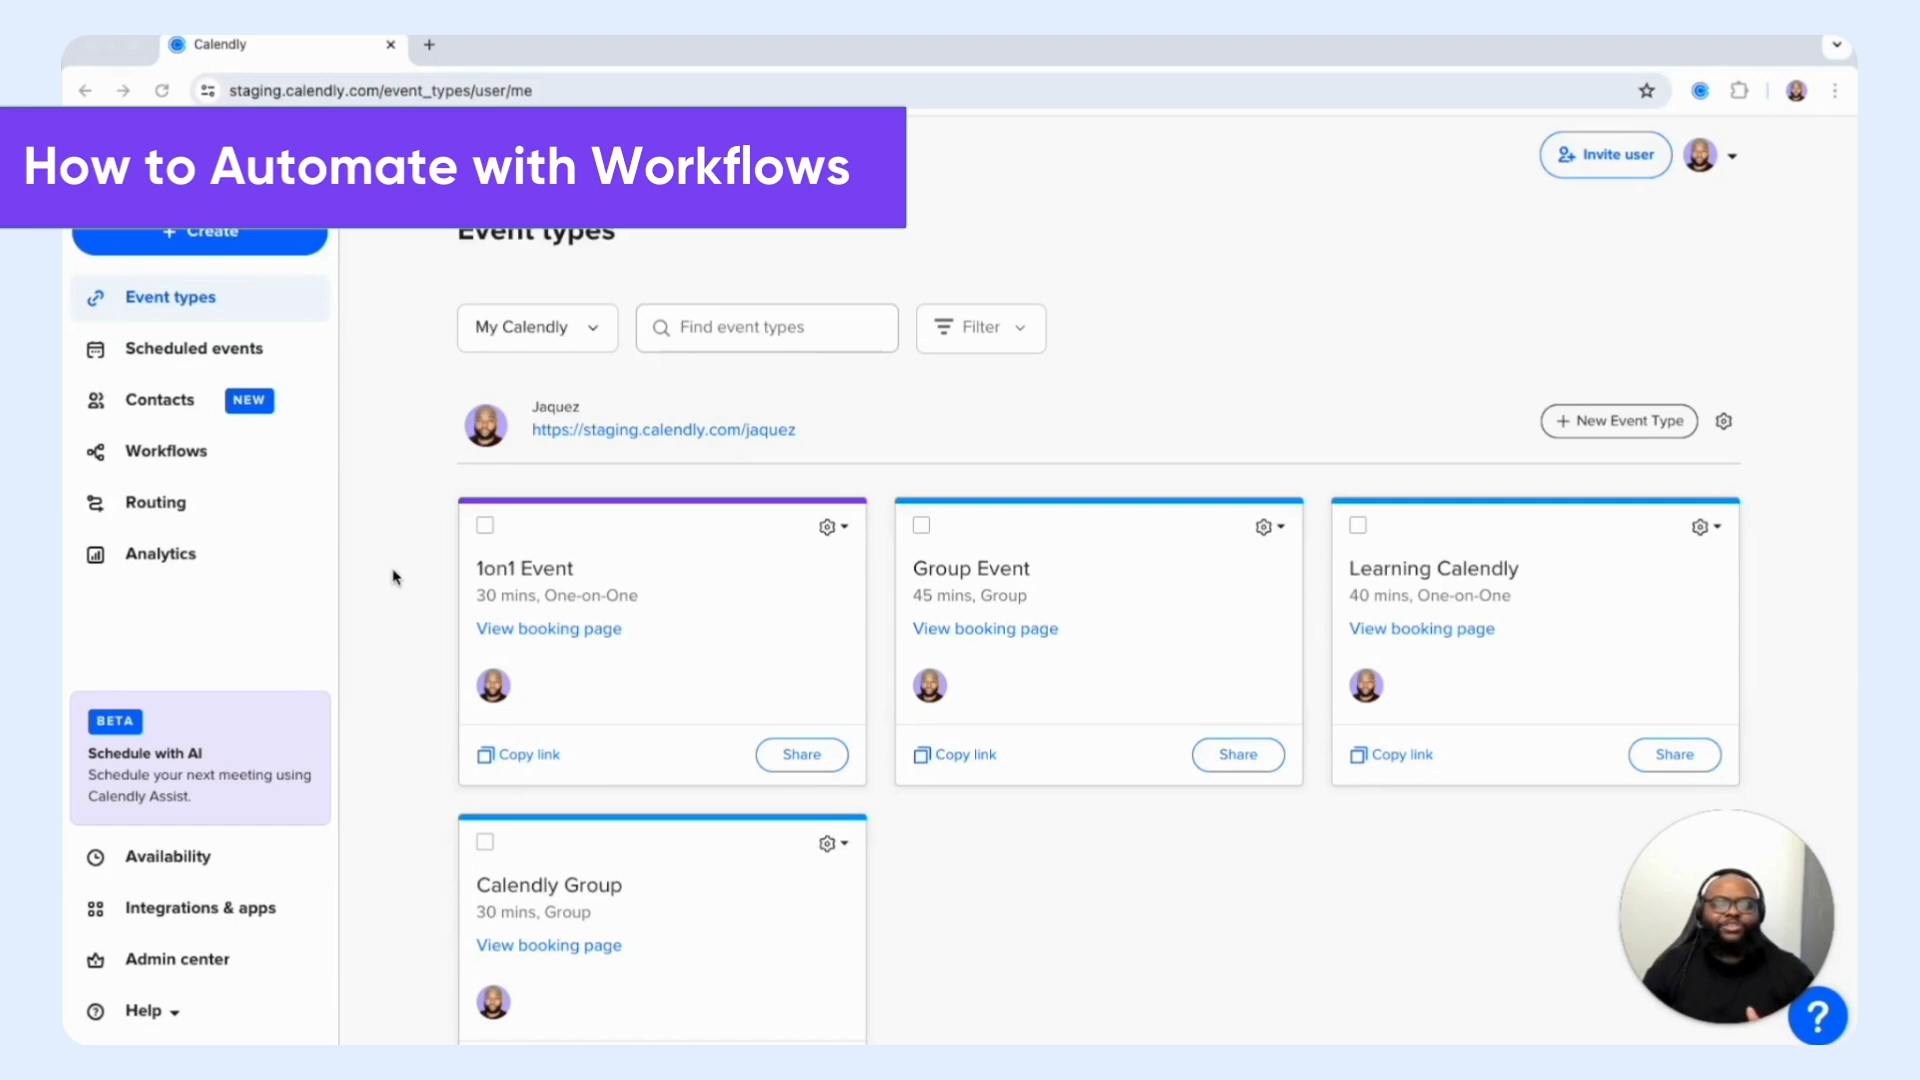 Calendly
staging.calendly.com/event_types/user/me
How to Automate with Workflows
Invite user
+ Create
Event types
Event types
Scheduled events
Contacts NEW
Workflows
Routing
Analytics
BETA
Schedule with AI
Schedule your next meeting using
Calendly Assist.
Availability
Integrations & apps
Admin center
Help
My Calendly
Find event types
Filter
Jaquez
https://staging.calendly.com/jaquez
+ New Event Type
1on1 Event
30 mins, One-on-One
View booking page
Copy link
Share
Group Event
45 mins, Group
View booking page
Copy link
Share
Learning Calendly
40 mins, One-on-One
View booking page
Copy link
Share
Calendly Group
30 mins, Group
View booking page
?